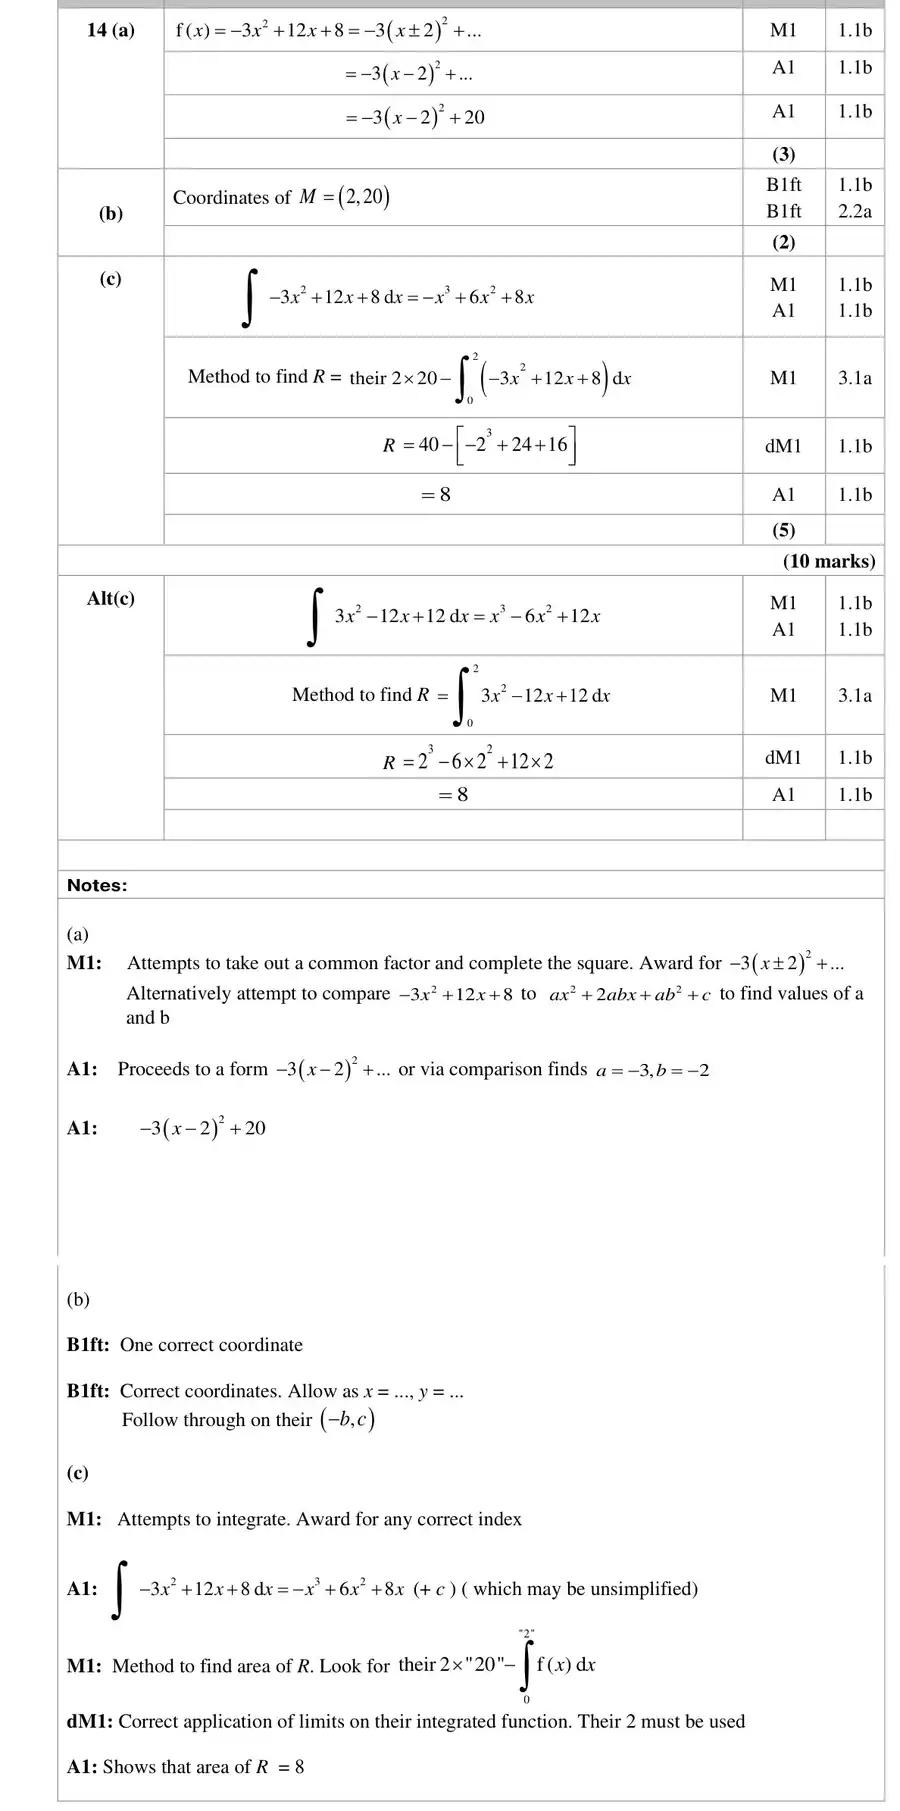 14 (a) f(x) = −3x² + 12x + 8 = −3(x ± 2)² + ... M1 1.1b
= −3(x − 2)² + ... A1 1.1b
= −3(x − 2)² + 20 A1 1.1b
(3)
(b) Coordinates of M = (2, 20) B1ft 1.1b
B1ft 2.2a
(2)
(c) ∫ −3x² + 12x + 8 dx = −x³ + 6x² + 8x M1 1.1b
A1 1.1b
Method to find R = their 2 × 20 − ∫₀² (−3x² + 12x + 8) dx M1 3.1a
R = 40 − [−2³ + 24 + 16] dM1 1.1b
= 8 A1 1.1b
(5)
(10 marks)
Alt(c) ∫ 3x² − 12x + 12 dx = x³ − 6x² + 12x M1 1.1b
A1 1.1b
Method to find R = ∫₀² 3x² − 12x + 12 dx M1 3.1a
R = 2³ − 6 × 2² + 12 × 2 dM1 1.1b
= 8 A1 1.1b
Notes:
(a)
M1: Attempts to take out a common factor and complete the square. Award for −3(x ± 2)² + ...
Alternatively attempt to compare −3x² + 12x + 8 to ax² + 2abx + ab² + c to find values of a
and b
A1: Proceeds to a form −3(x − 2)² + ... or via comparison finds a = −3, b = −2
A1: −3(x − 2)² + 20
(b)
B1ft: One correct coordinate
B1ft: Correct coordinates. Allow as x = ..., y = ...
Follow through on their (−b, c)
(c)
M1: Attempts to integrate. Award for any correct index
A1: ∫ −3x² + 12x + 8 dx = −x³ + 6x² + 8x (+ c ) ( which may be unsimplified)
M1: Method to find area of R. Look for their 2 × "20" − ∫₀"²" f(x) dx
dM1: Correct application of limits on their integrated function. Their 2 must be used
A1: Shows that area of R = 8